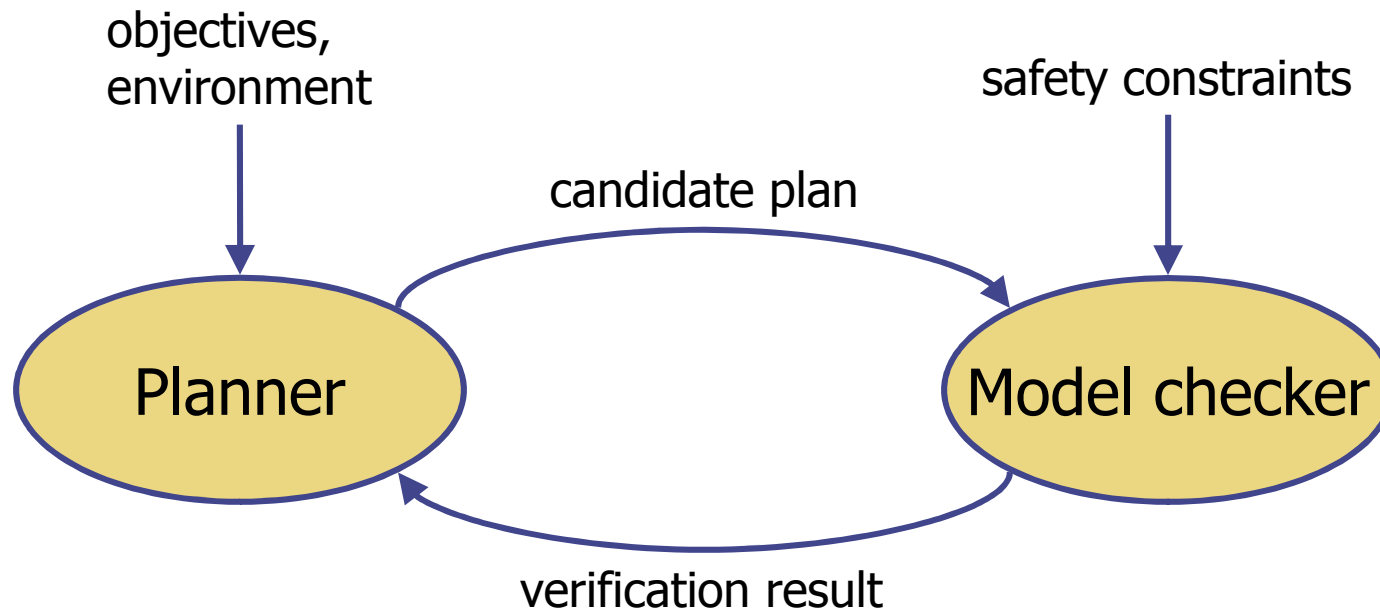 objectives,
environment
safety constraints
candidate plan
Planner
Model checker
verification result